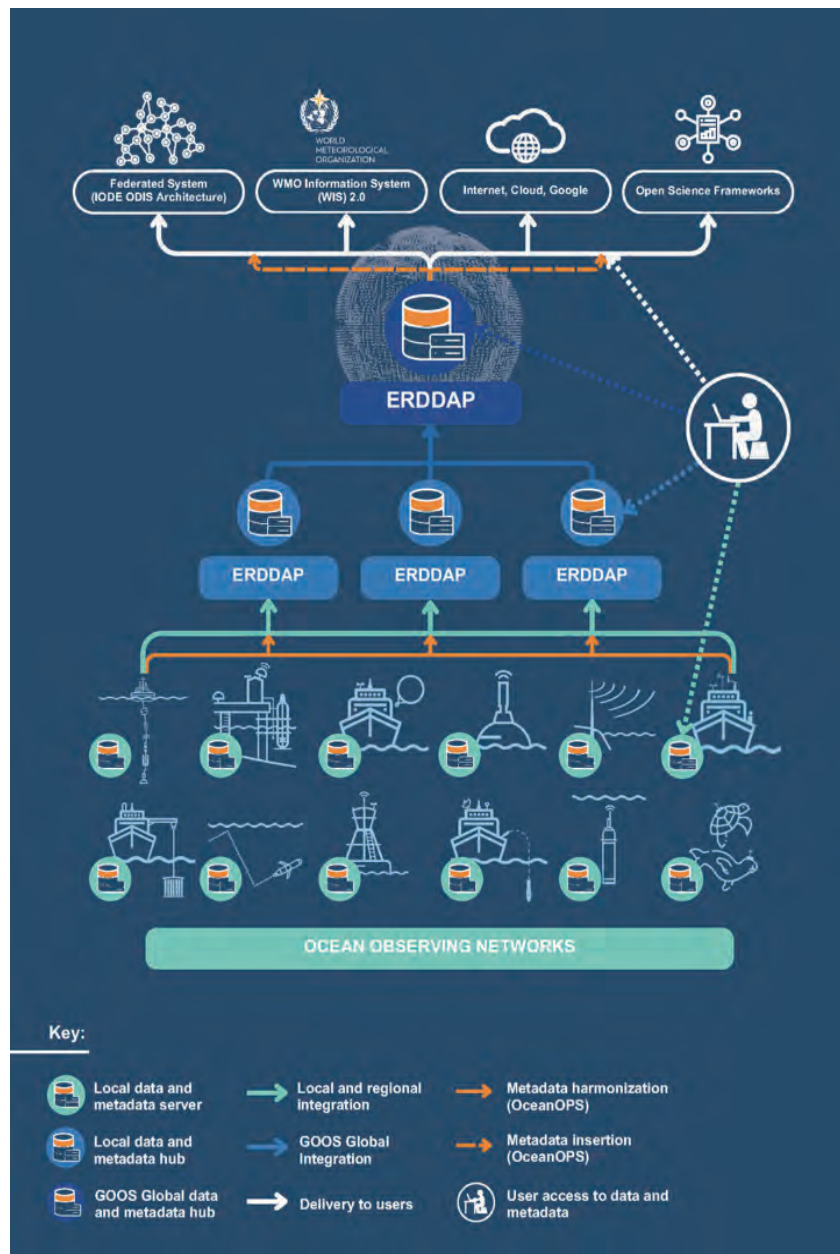 WORLD
METEOROLOGICAL
ORGANIZATION
Federated System
(IODE ODIS Architecture)
WMO Information System
(WIS) 2.0
Internet, Cloud, Google
Open Science Frameworks
ERDDAP
ERDDAP
ERDDAP
ERDDAP
OCEAN OBSERVING NETWORKS
Key:
Local data and
metadata server
Local and regional
integration
Metadata harmonization
(OceanOPS)
Local data and
metadata hub
GOOS Global
Integration
Metadata insertion
(OceanOPS)
GOOS Global data
and metadata hub
Delivery to users
User access to data and
metadata